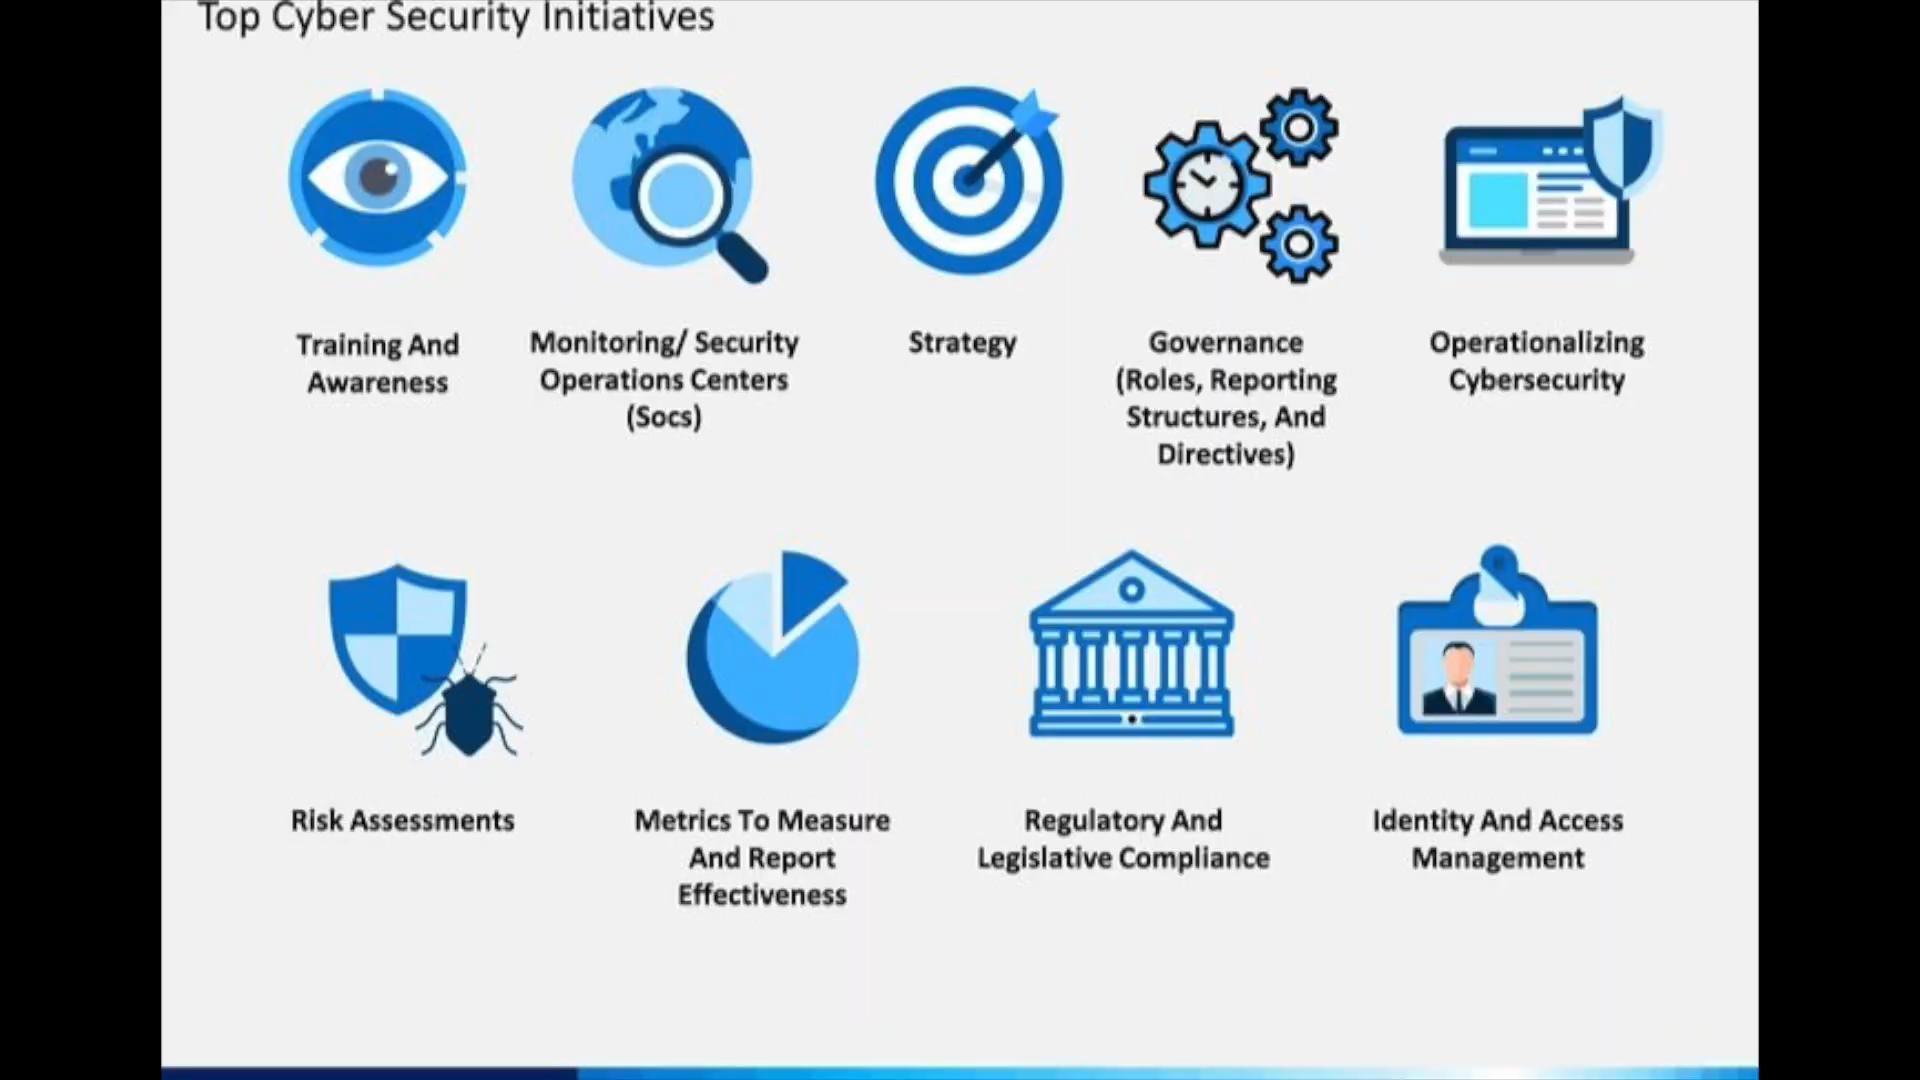 Top Cyber Security Initiatives
Training And
Awareness
Monitoring/ Security
Operations Centers
(Socs)
Strategy
Governance
(Roles, Reporting
Structures, And
Directives)
Operationalizing
Cybersecurity
Risk Assessments
Metrics To Measure
And Report
Effectiveness
Regulatory And
Legislative Compliance
Identity And Access
Management